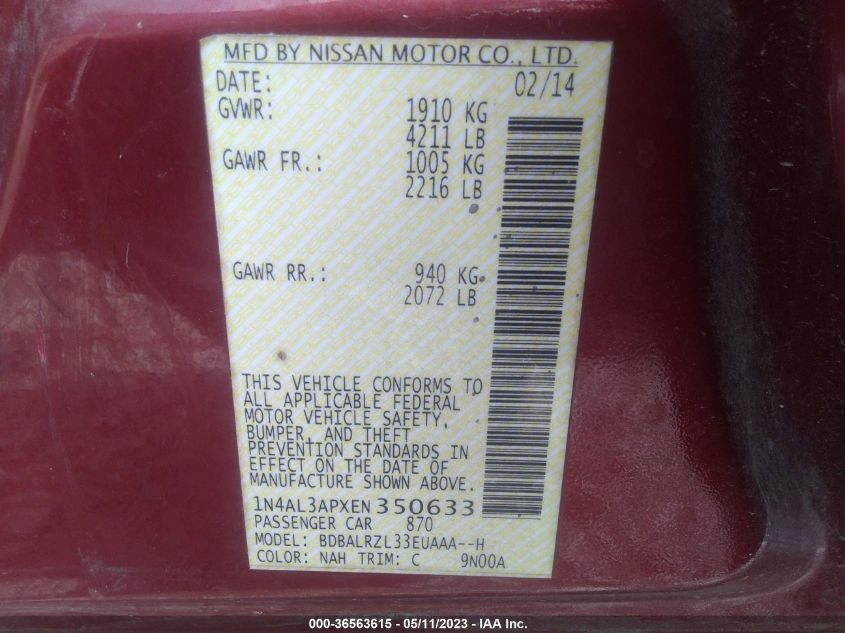 MFD BY NISSAN MOTOR CO., LTD.
DATE: 02/14
GVWR: 1910 KG
4211 LB
GAWR FR.: 1005 KG
2216 LB
GAWR RR.: 940 KG
2072 LB
THIS VEHICLE CONFORMS TO
ALL APPLICABLE FEDERAL
MOTOR VEHICLE SAFETY,
BUMPER, AND THEFT
PREVENTION STANDARDS IN
EFFECT ON THE DATE OF
MANUFACTURE SHOWN ABOVE.
1N4AL3APXEN 350633
PASSENGER CAR 870
MODEL: BDBALRZL33EUAAA--H
COLOR: NAH TRIM: C 9N00A
000-36563615 - 05/11/2023 - IAA Inc.